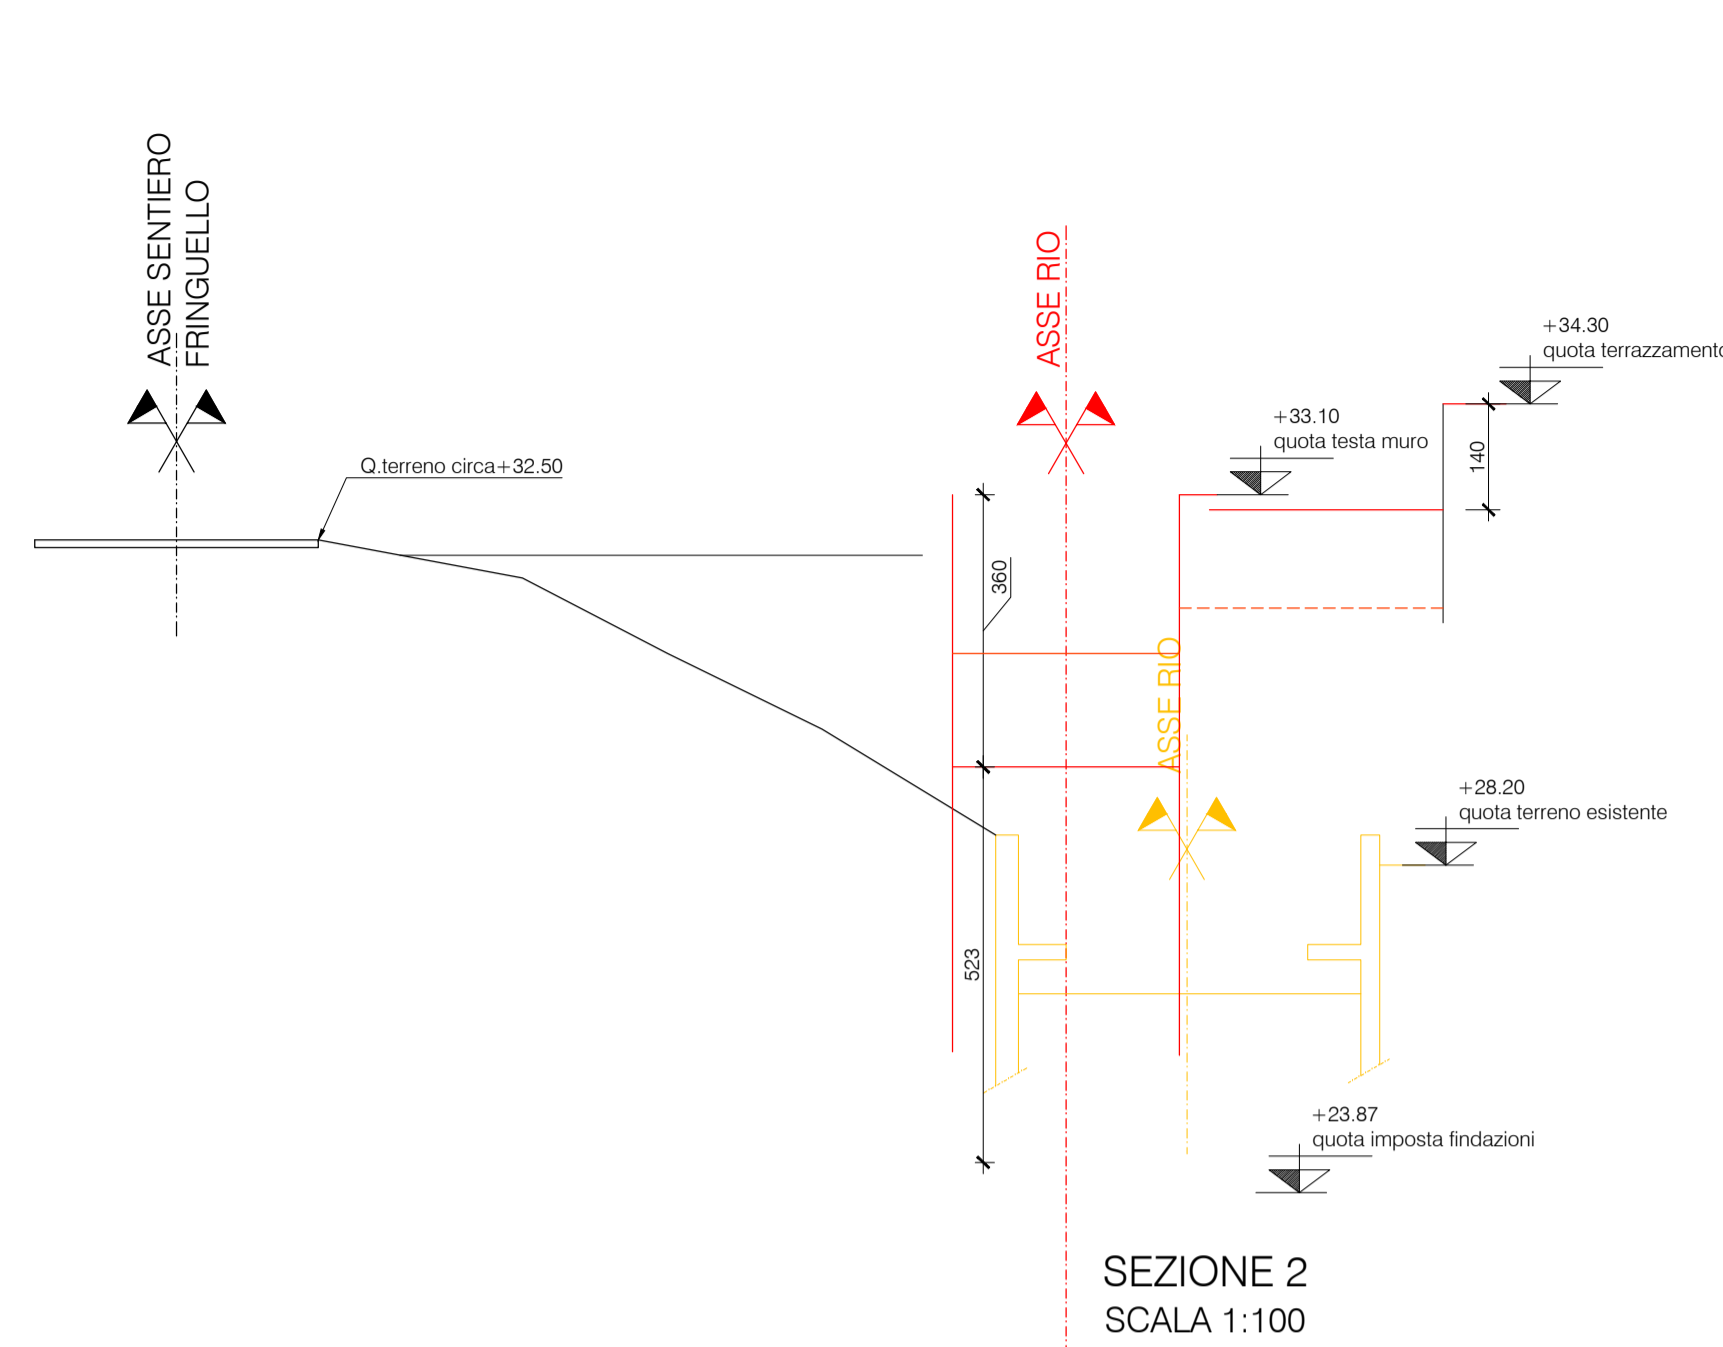 ASSE SENTIERO
FRINGUELLO
ASSE RIO
+34.30
quota terrazzamento
+33.10
quota testa muro
140
Q.terreno circa+32.50
360
ASSE RIO
+28.20
quota terreno esistente
523
+23.87
quota imposta findazioni
SEZIONE 2
SCALA 1:100